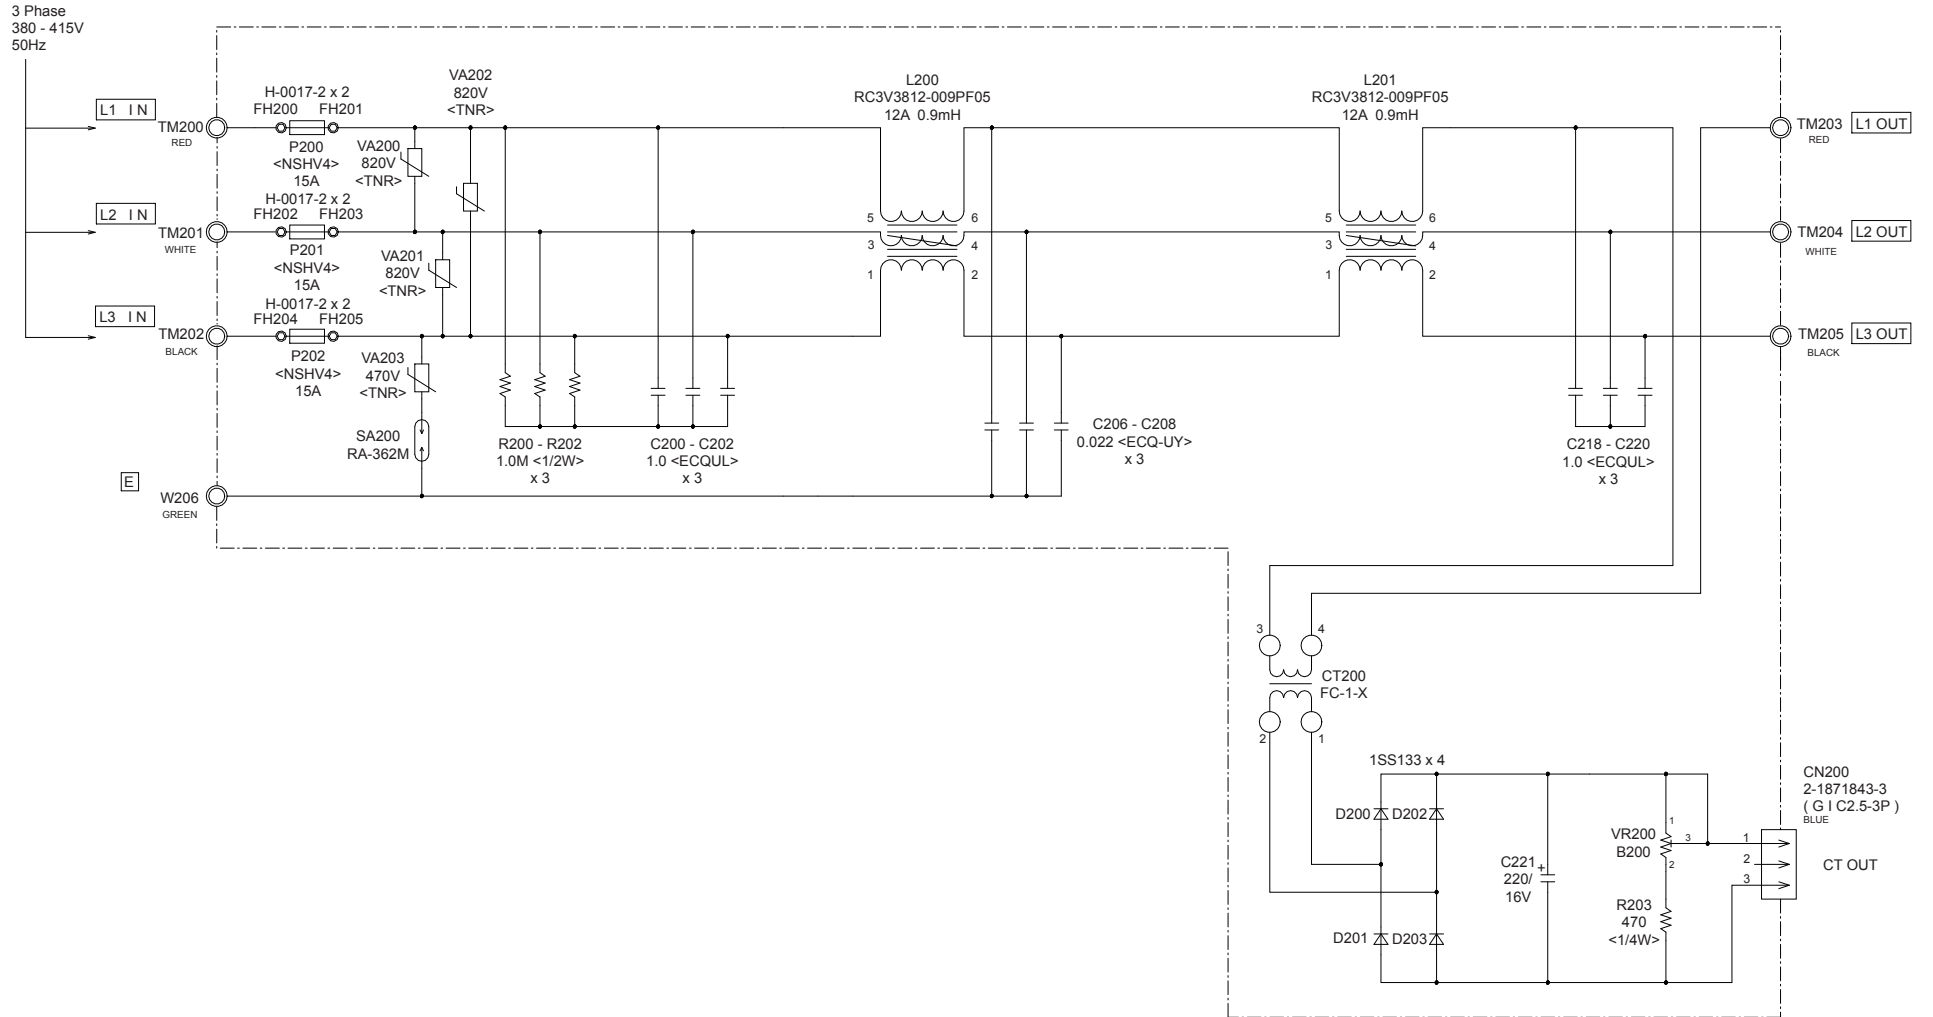 3 Phase
380 - 415V
50Hz
L1 IN
TM200
RED
H-0017-2 x 2
FH200 FH201
P200
<NSHV4>
15A
L2 IN
TM201
WHITE
H-0017-2 x 2
FH202 FH203
P201
<NSHV4>
15A
L3 IN
TM202
BLACK
H-0017-2 x 2
FH204 FH205
P202
<NSHV4>
15A
E
W206
GREEN
VA202
820V
<TNR>
VA200
820V
<TNR>
VA201
820V
<TNR>
VA203
470V
<TNR>
SA200
RA-362M
R200 - R202
1.0M <1/2W>
x 3
C200 - C202
1.0 <ECQUL>
x 3
L200
RC3V3812-009PF05
12A 0.9mH
5 6
3 4
1 2
C206 - C208
0.022 <ECQ-UY>
x 3
L201
RC3V3812-009PF05
12A 0.9mH
5 6
3 4
1 2
C218 - C220
1.0 <ECQUL>
x 3
TM203 L1 OUT
RED
TM204 L2 OUT
WHITE
TM205 L3 OUT
BLACK
3 4
CT200
FC-1-X
2 1
1SS133 x 4
D200 D202
D201 D203
C221
+
220/
16V
1
VR200
B200
3
2
R203
470
<1/4W>
CN200
2-1871843-3
( G I C2.5-3P )
BLUE
1
2
3
CT OUT